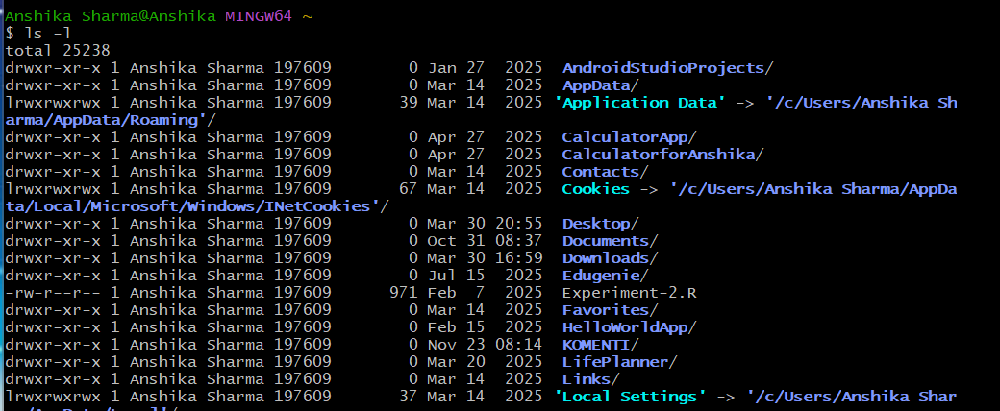 Anshika Sharma@Anshika MINGW64 ~
$ ls -l
total 25238
drwxr-xr-x 1 Anshika Sharma 197609        0 Jan 27  2025  AndroidStudioProjects/
drwxr-xr-x 1 Anshika Sharma 197609        0 Mar 14  2025  AppData/
lrwxrwxrwx 1 Anshika Sharma 197609       39 Mar 14  2025 'Application Data' -> '/c/Users/Anshika Sh
arma/AppData/Roaming'/
drwxr-xr-x 1 Anshika Sharma 197609        0 Apr 27  2025  CalculatorApp/
drwxr-xr-x 1 Anshika Sharma 197609        0 Apr 27  2025  CalculatorforAnshika/
drwxr-xr-x 1 Anshika Sharma 197609        0 Mar 14  2025  Contacts/
lrwxrwxrwx 1 Anshika Sharma 197609       67 Mar 14  2025  Cookies -> '/c/Users/Anshika Sharma/AppDa
ta/Local/Microsoft/Windows/INetCookies'/
drwxr-xr-x 1 Anshika Sharma 197609        0 Mar 30 20:55  Desktop/
drwxr-xr-x 1 Anshika Sharma 197609        0 Oct 31 08:37  Documents/
drwxr-xr-x 1 Anshika Sharma 197609        0 Mar 30 16:59  Downloads/
drwxr-xr-x 1 Anshika Sharma 197609        0 Jul 15  2025  Edugenie/
-rw-r--r-- 1 Anshika Sharma 197609      971 Feb  7  2025  Experiment-2.R
drwxr-xr-x 1 Anshika Sharma 197609        0 Mar 14  2025  Favorites/
drwxr-xr-x 1 Anshika Sharma 197609        0 Feb 15  2025  HelloWorldApp/
drwxr-xr-x 1 Anshika Sharma 197609        0 Nov 23 08:14  KOMENTI/
drwxr-xr-x 1 Anshika Sharma 197609        0 Mar 20  2025  LifePlanner/
drwxr-xr-x 1 Anshika Sharma 197609        0 Mar 14  2025  Links/
lrwxrwxrwx 1 Anshika Sharma 197609       37 Mar 14  2025 'Local Settings' -> '/c/Users/Anshika Shar